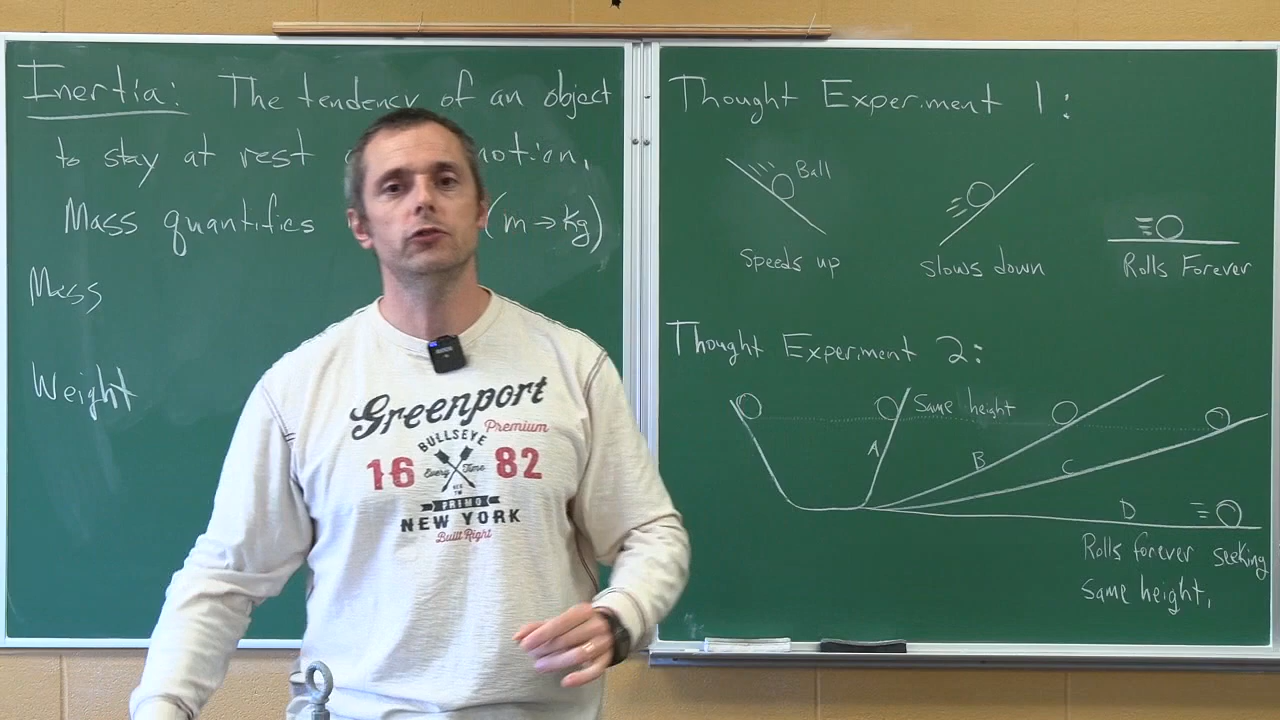 Inertia: The tendency of an object
to stay at rest motion.
Mass quantifies (m → kg)
Mass
Weight
Thought Experiment 1:
Ball
Speeds up
slows down
Rolls Forever
Thought Experiment 2:
Same height
A
B
C
D
Rolls forever seeking
same height.
Greenport
Premium
BULLSEYE
16 82
Every Time
PREMO
NEW YORK
Built Right